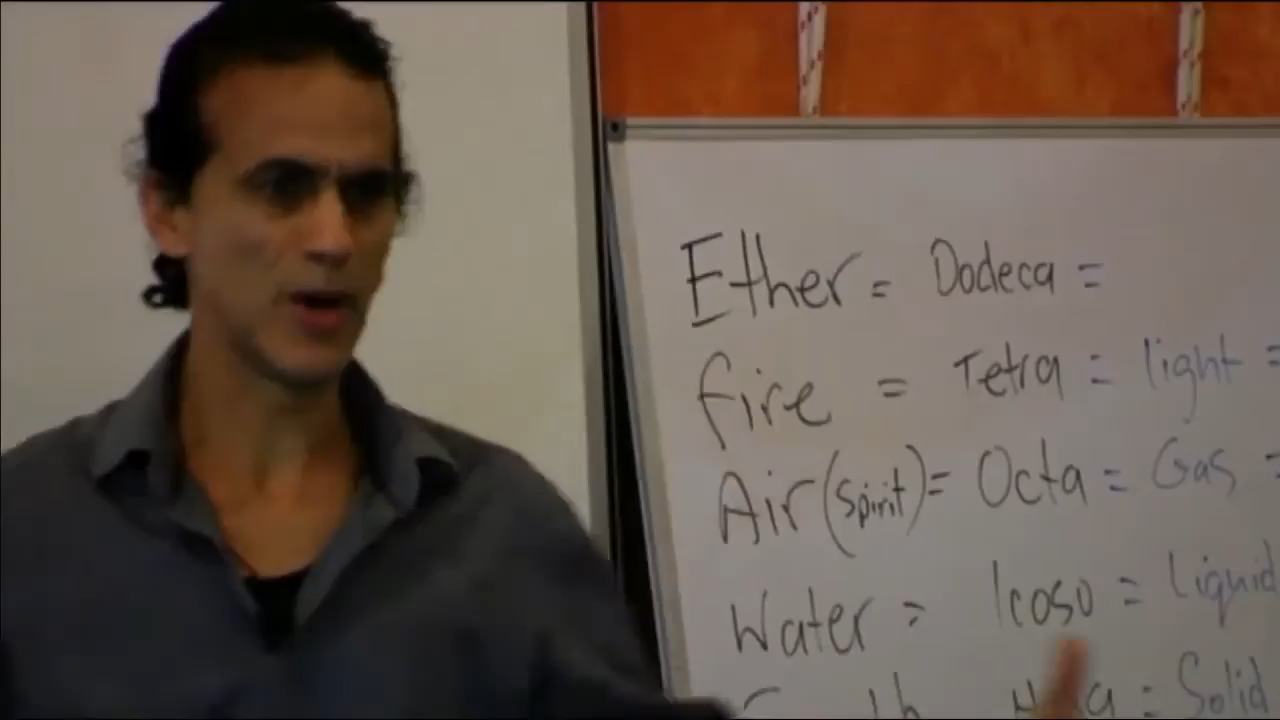 Ether = Dodeca =
fire = Tetra = light =
Air (spirit) = Octa = Gas =
Water = Icoso = Liquid
= Solid